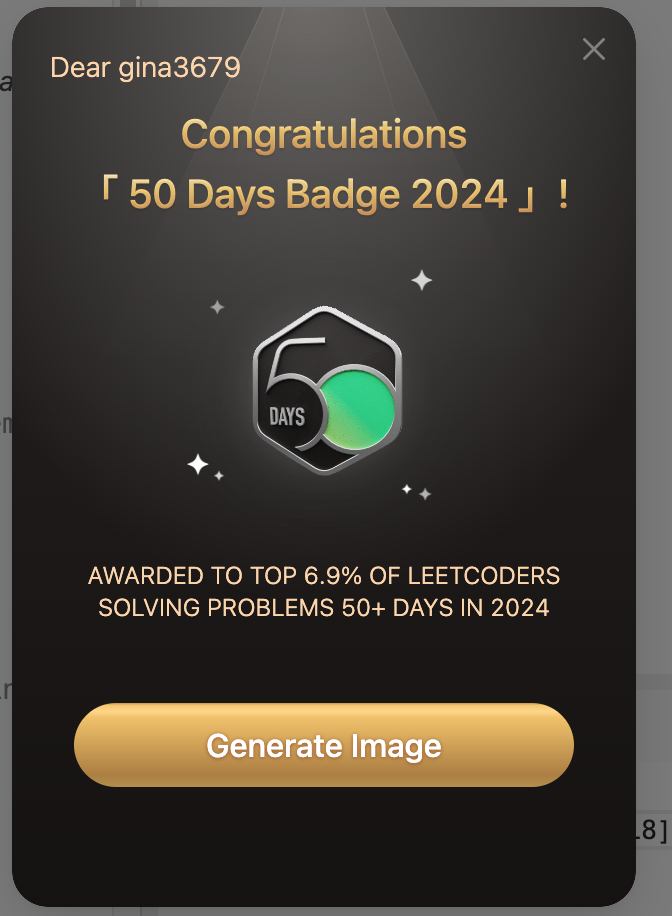 Dear gina3679
Congratulations
「 50 Days Badge 2024 」 !
50
DAYS
AWARDED TO TOP 6.9% OF LEETCODERS
SOLVING PROBLEMS 50+ DAYS IN 2024
Generate Image